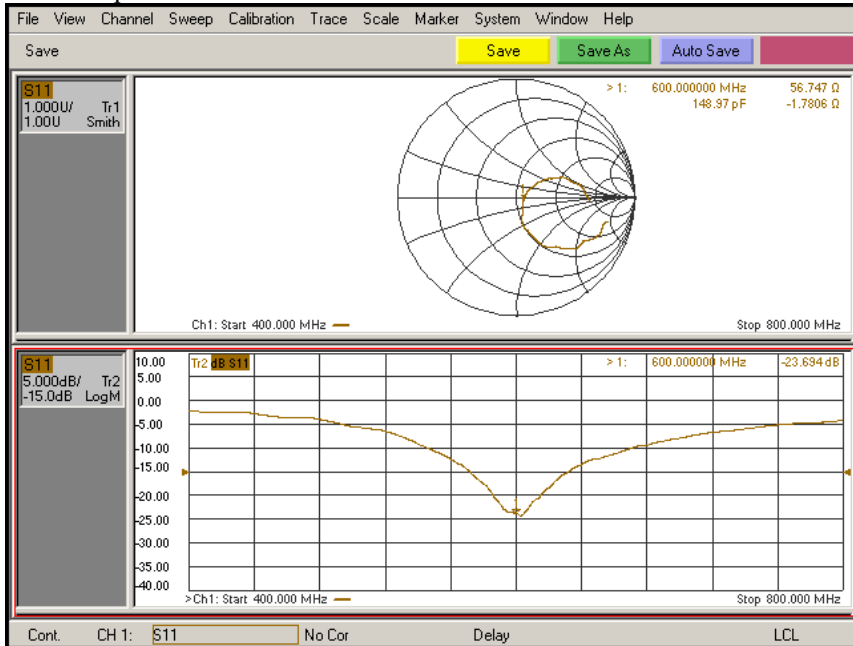 File View Channel Sweep Calibration Trace Scale Marker System Window Help
Save
Save Save As Auto Save
S11
1.000U/ Tr1
1.00U Smith
> 1: 600.000000 MHz 56.747 Ω
148.97 pF -1.7806 Ω
Ch1: Start 400.000 MHz
Stop 800.000 MHz
S11
5.000dB/ Tr2
-15.0dB LogM
10.00
5.00
0.00
-5.00
-10.00
-15.00
-20.00
-25.00
-30.00
-35.00
-40.00
Tr2 dB S11
> 1: 600.000000 MHz -23.694 dB
1
>Ch1: Start 400.000 MHz
Stop 800.000 MHz
Cont. CH 1: S11 No Cor Delay LCL